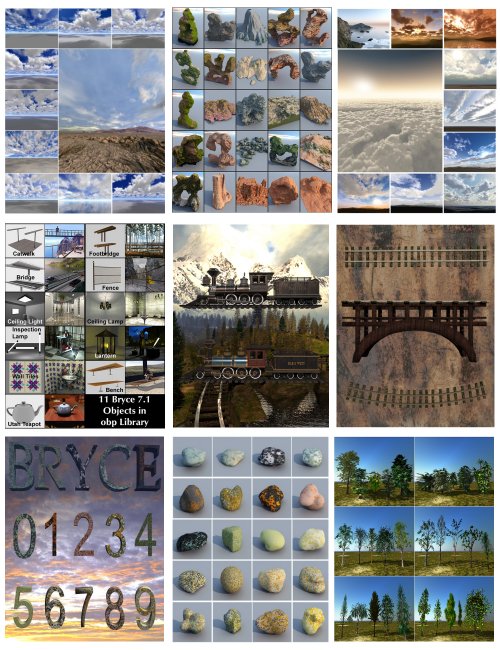 Catwalk
Footbridge
Bridge
Fence
Ceiling Light
Ceiling Lamp
Inspection
Lamp
Lantern
Wall Tiles
Bench
Utah Teapot
11 Bryce 7.1
Objects in
obp Library
BRYCE
01234
56789